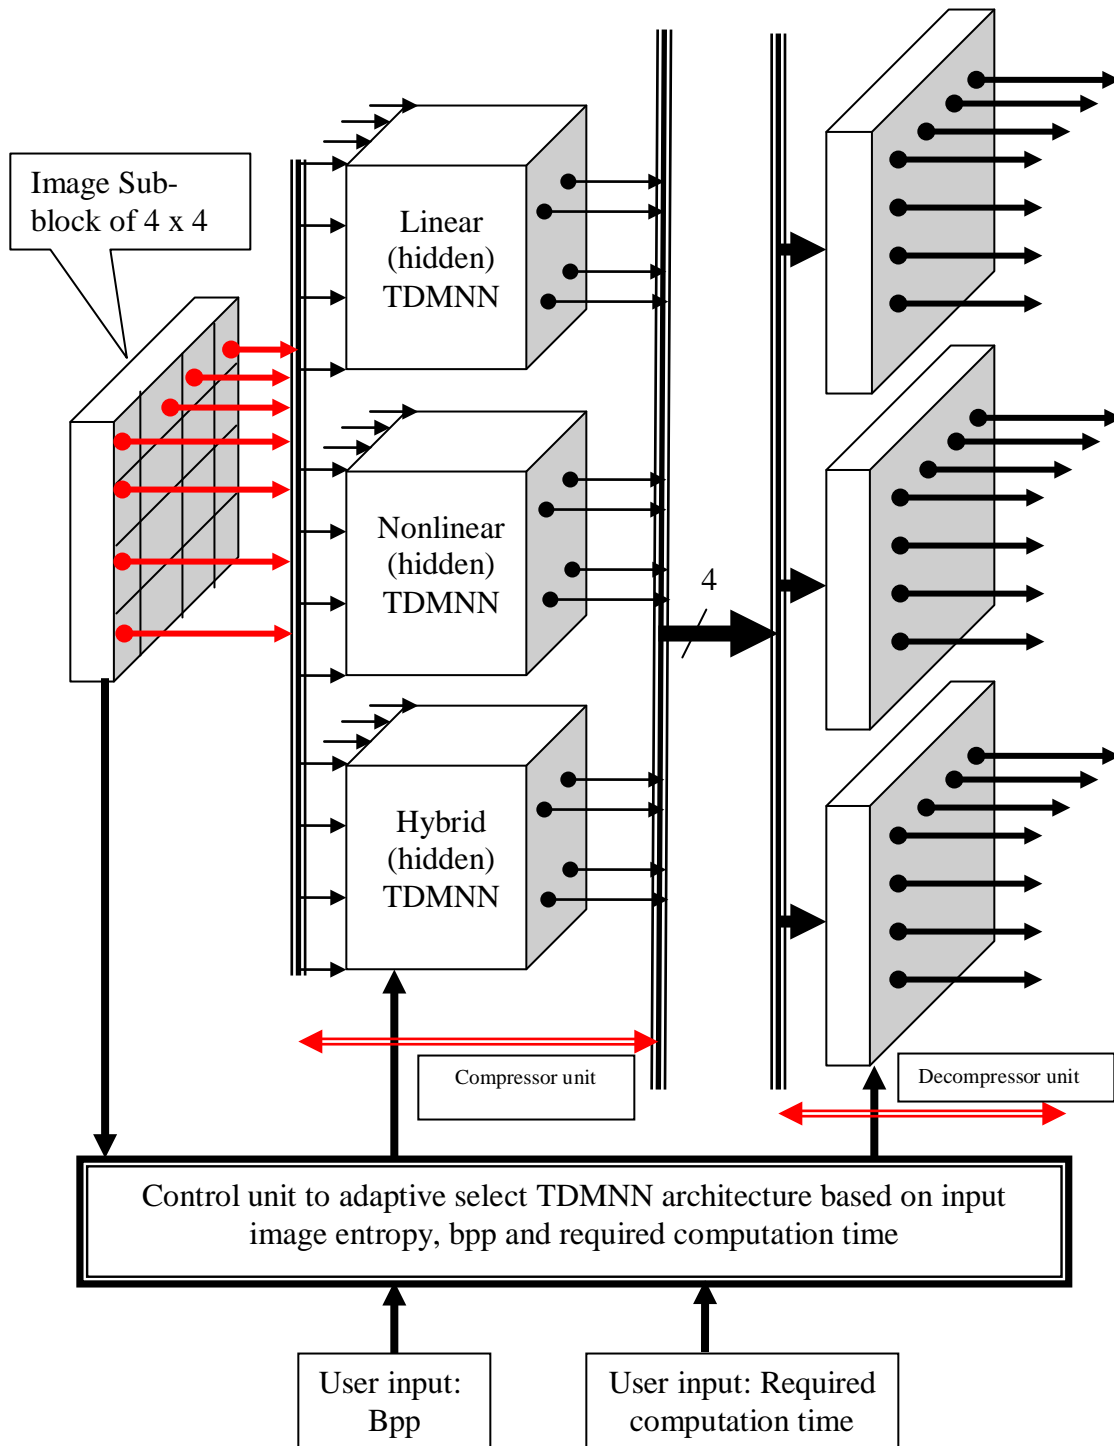 Image Sub-
block of 4 x 4
Linear
(hidden)
TDMNN
Nonlinear
(hidden)
TDMNN
4
Hybrid
(hidden)
TDMNN
Compressor unit
Decompressor unit
Control unit to adaptive select TDMNN architecture based on input
image entropy, bpp and required computation time
User input:
Bpp
User input: Required
computation time